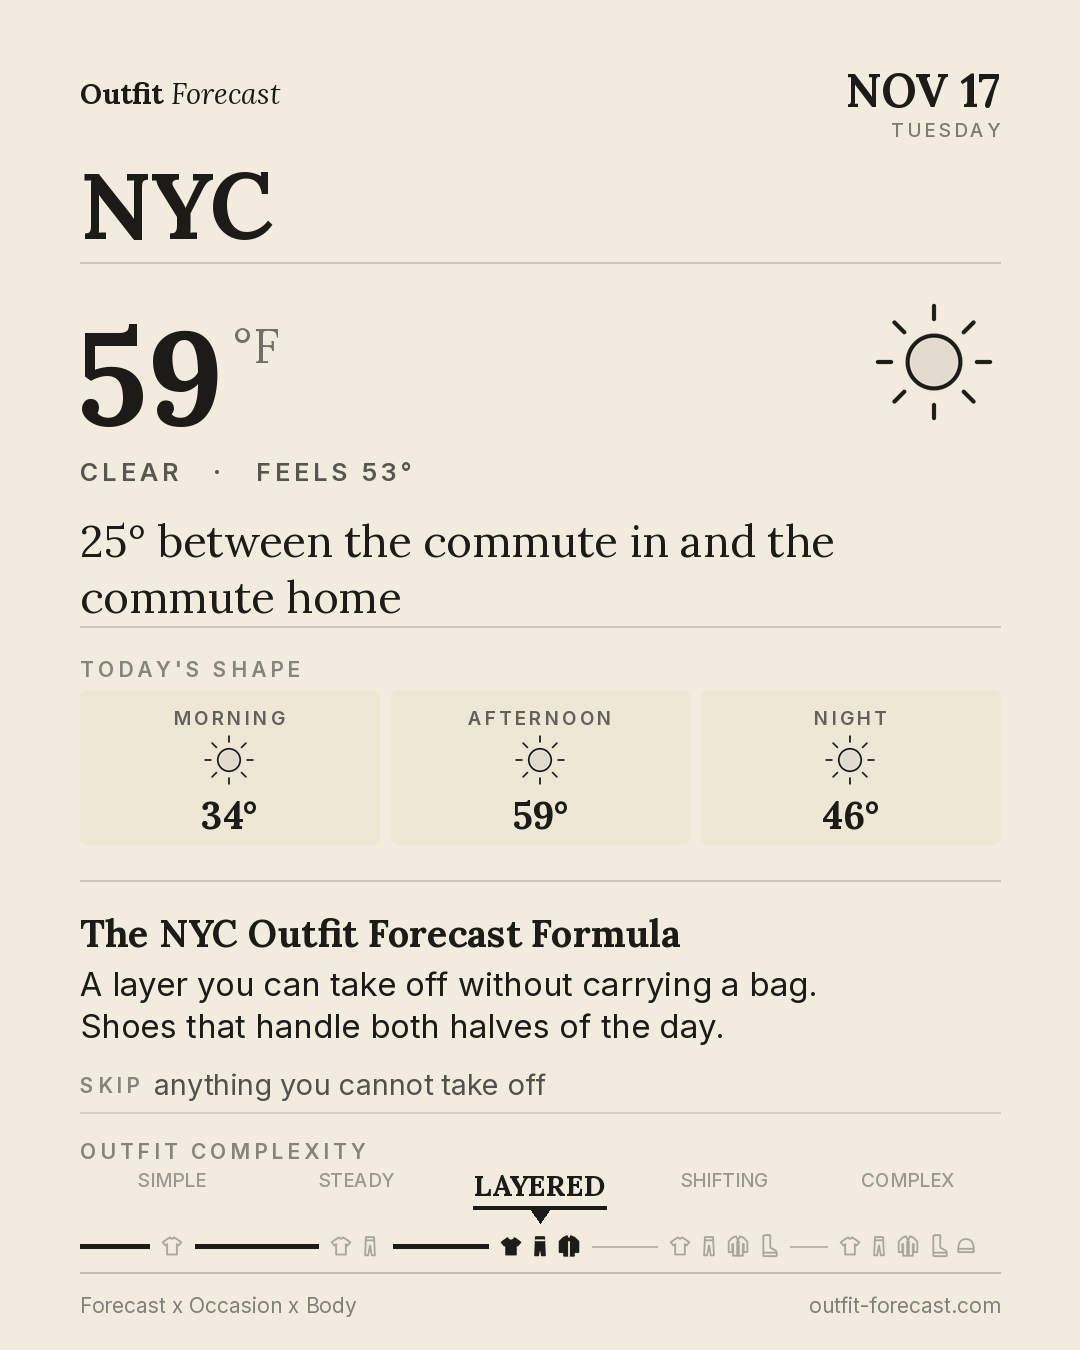 Outfit Forecast
NOV 17
TUESDAY
NYC
59 °F
CLEAR · FEELS 53°
25° between the commute in and the
commute home
TODAY'S SHAPE
MORNING
34°
AFTERNOON
59°
NIGHT
46°
The NYC Outfit Forecast Formula
A layer you can take off without carrying a bag.
Shoes that handle both halves of the day.
SKIP anything you cannot take off
OUTFIT COMPLEXITY
SIMPLE STEADY LAYERED SHIFTING COMPLEX
Forecast x Occasion x Body
outfit-forecast.com